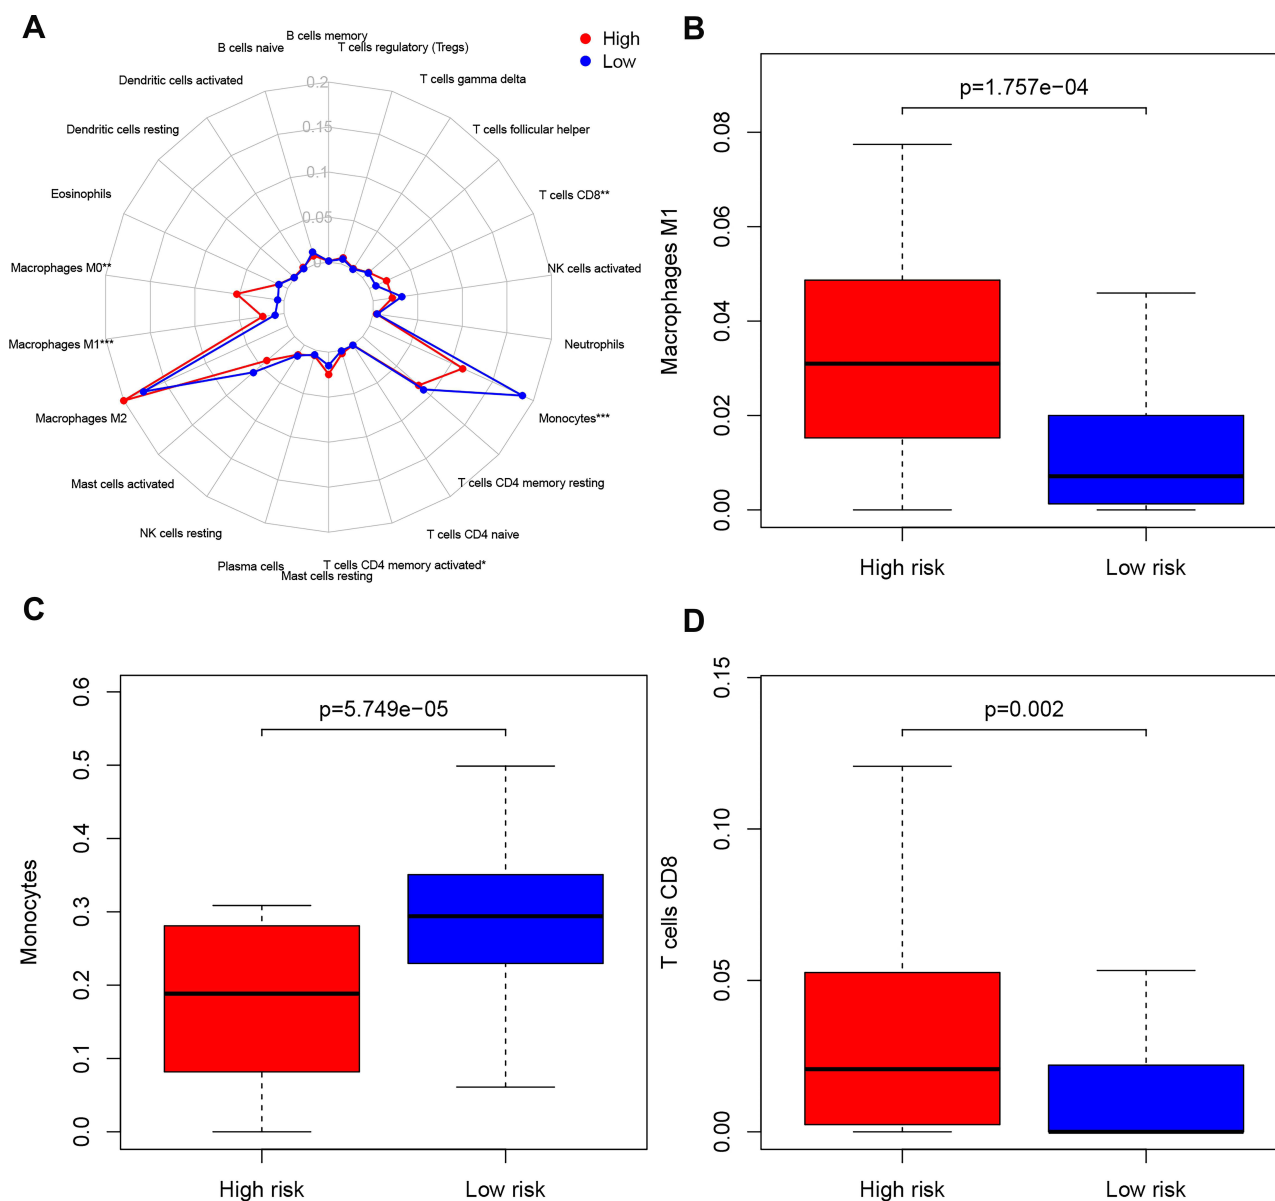 A
High
Low
B cells memory
B cells naive
T cells regulatory (Tregs)
Dendritic cells activated
T cells gamma delta
Dendritic cells resting
T cells follicular helper
Eosinophils
T cells CD8**
Macrophages M0**
NK cells activated
Macrophages M1***
Neutrophils
Macrophages M2
Monocytes***
Mast cells activated
T cells CD4 memory resting
NK cells resting
T cells CD4 naive
Plasma cells
T cells CD4 memory activated*
Mast cells resting
0.2
0.15
0.1
0.05
0
B
p=1.757e−04
Macrophages M1
0.08
0.06
0.04
0.02
0.00
High risk
Low risk
C
p=5.749e−05
Monocytes
0.6
0.5
0.4
0.3
0.2
0.1
0.0
High risk
Low risk
D
p=0.002
T cells CD8
0.15
0.10
0.05
0.00
High risk
Low risk